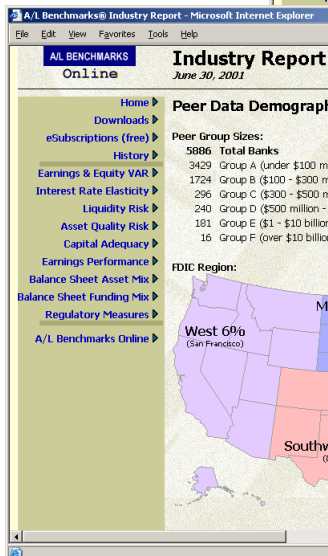 A/L Benchmarks® Industry Report - Microsoft Internet Explorer
File Edit View Favorites Tools Help
A/L BENCHMARKS
Online
Industry Report
June 30, 2001
Home
Downloads
eSubscriptions (free)
History
Earnings & Equity VAR
Interest Rate Elasticity
Liquidity Risk
Asset Quality Risk
Capital Adequacy
Earnings Performance
Balance Sheet Asset Mix
Balance Sheet Funding Mix
Regulatory Measures
A/L Benchmarks Online
Peer Data Demograph
Peer Group Sizes:
5886 Total Banks
3429 Group A (under $100 m
1724 Group B ($100 - $300 m
296 Group C ($300 - $500 m
240 Group D ($500 million -
181 Group E ($1 - $10 billion
16 Group F (over $10 billion
FDIC Region:
M
West 6%
(San Francisco)
Southw
(D